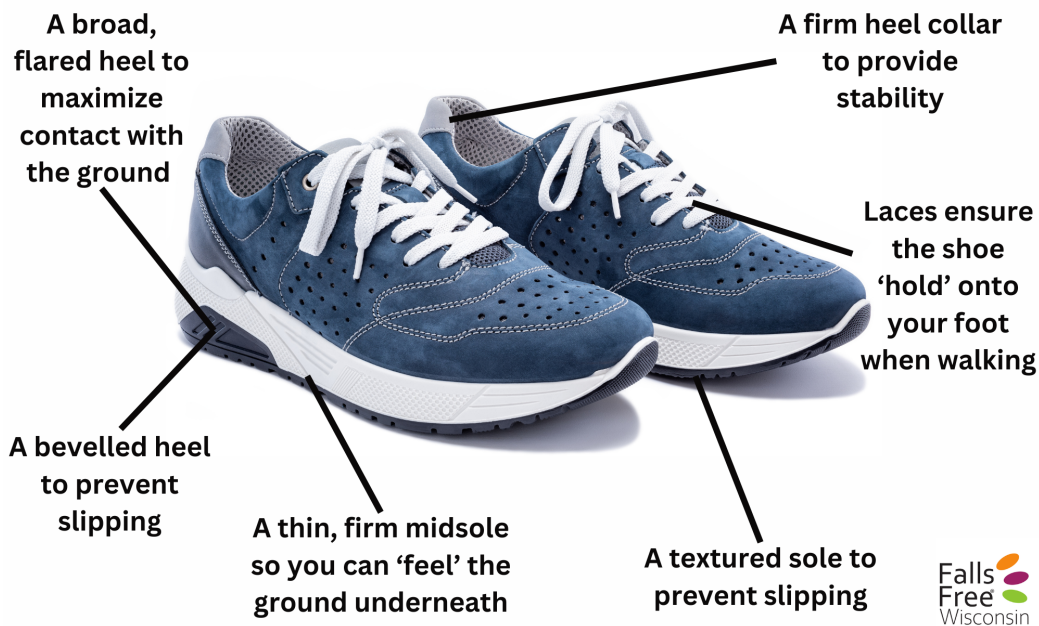 A broad,
flared heel to
maximize
contact with
the ground
A firm heel collar
to provide
stability
Laces ensure
the shoe
‘hold’ onto
your foot
when walking
A bevelled heel
to prevent
slipping
A thin, firm midsole
so you can ‘feel’ the
ground underneath
A textured sole to
prevent slipping
Falls
Free®
Wisconsin